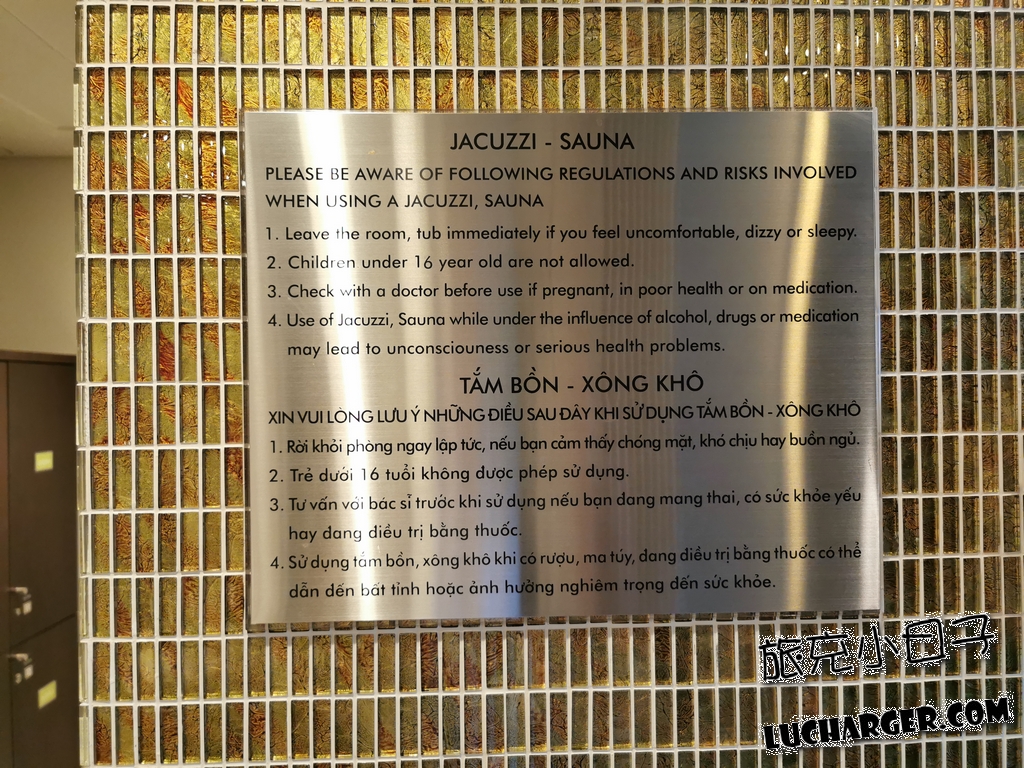 JACUZZI - SAUNA
PLEASE BE AWARE OF FOLLOWING REGULATIONS AND RISKS INVOLVED
WHEN USING A JACUZZI, SAUNA
1. Leave the room, tub immediately if you feel uncomfortable, dizzy or sleepy.
2. Children under 16 year old are not allowed.
3. Check with a doctor before use if pregnant, in poor health or on medication.
4. Use of Jacuzzi, Sauna while under the influence of alcohol, drugs or medication
may lead to unconsciouness or serious health problems.
TẮM BỒN - XÔNG KHÔ
XIN VUI LÒNG LƯU Ý NHỮNG ĐIỀU SAU ĐÂY KHI SỬ DỤNG TẮM BỒN - XÔNG KHÔ
1. Rời khỏi phòng ngay lập tức, nếu bạn cảm thấy chóng mặt, khó chịu hay buồn ngủ.
2. Trẻ dưới 16 tuổi không được phép sử dụng.
3. Tư vấn với bác sĩ trước khi sử dụng nếu bạn đang mang thai, có sức khỏe yếu
hay đang điều trị bằng thuốc.
4. Sử dụng tắm bồn, xông khô khi có rượu, ma túy, đang điều trị bằng thuốc có thể
dẫn đến bất tỉnh hoặc ảnh hưởng nghiêm trọng đến sức khỏe.
旅充小日子
LUCHARGER.COM